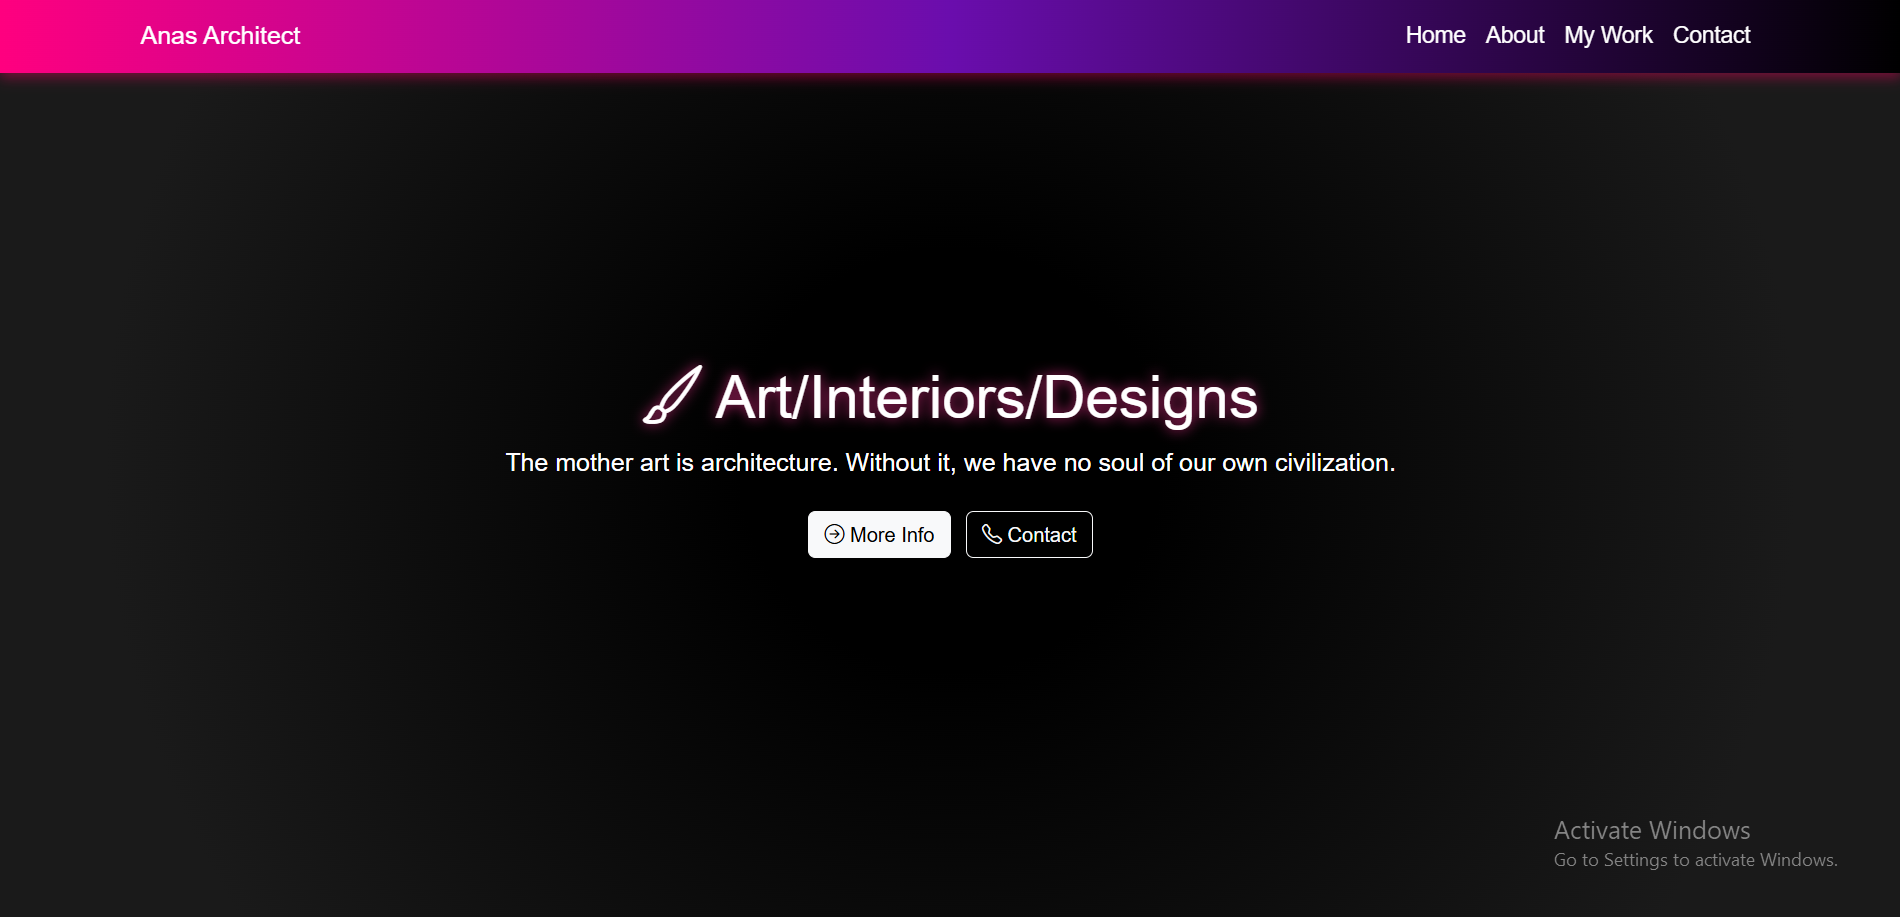 Anas Architect
Home About My Work Contact
Art/Interiors/Designs
The mother art is architecture. Without it, we have no soul of our own civilization.
More Info Contact
Activate Windows
Go to Settings to activate Windows.